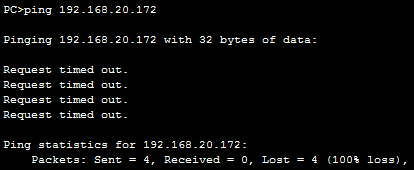 PC>ping 192.168.20.172
Pinging 192.168.20.172 with 32 bytes of data:
Request timed out.
Request timed out.
Request timed out.
Request timed out.
Ping statistics for 192.168.20.172:
    Packets: Sent = 4, Received = 0, Lost = 4 (100% loss),